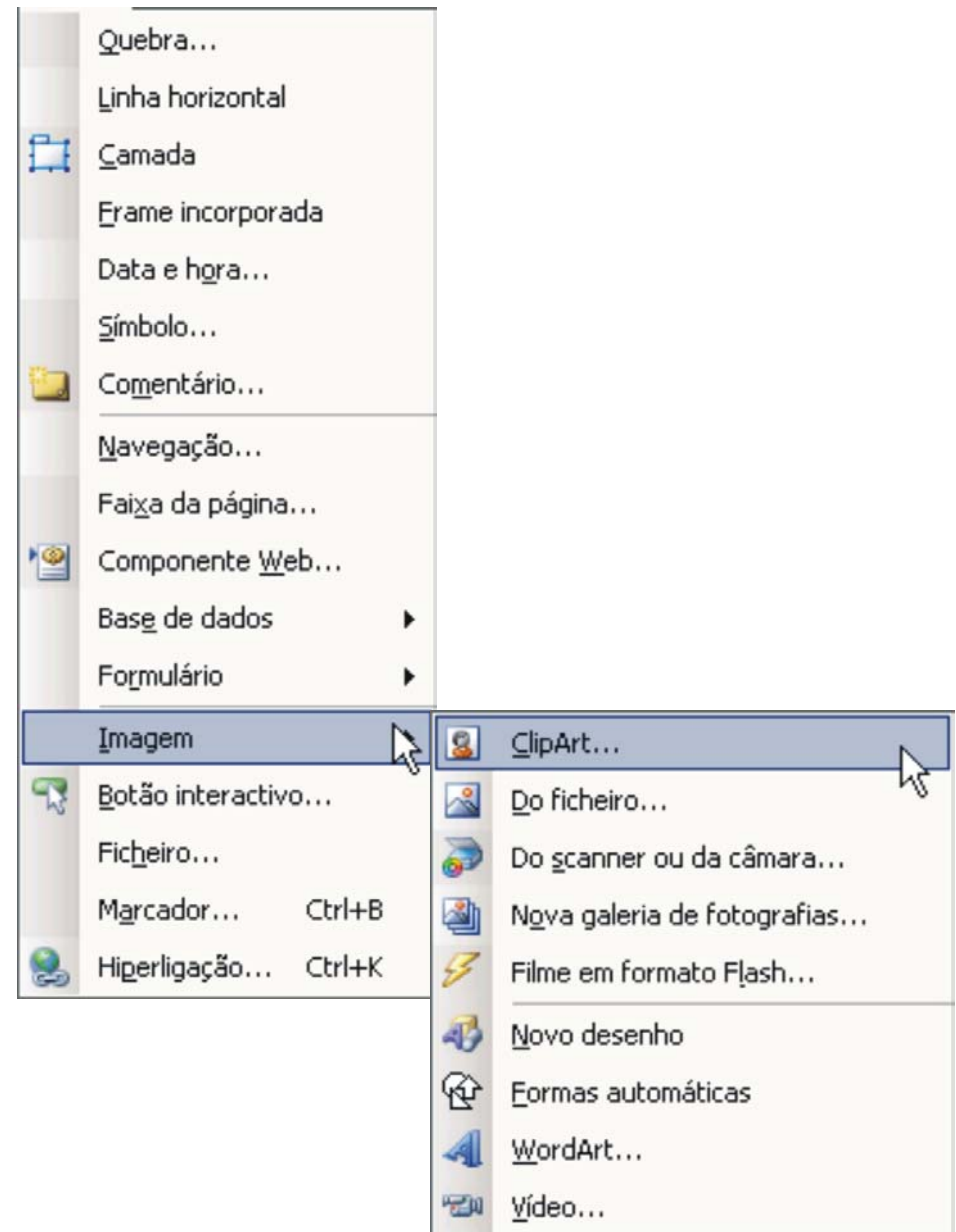 Quebra...
Linha horizontal
Camada
Frame incorporada
Data e hora...
Símbolo...
Comentário...
Navegação...
Faixa da página...
Componente Web...
Base de dados
Formulário
Imagem
Botão interactivo...
Ficheiro...
Marcador... Ctrl+B
Hiperligação... Ctrl+K
ClipArt...
Do ficheiro...
Do scanner ou da câmara...
Nova galeria de fotografias...
Filme em formato Flash...
Novo desenho
Formas automáticas
WordArt...
Vídeo...